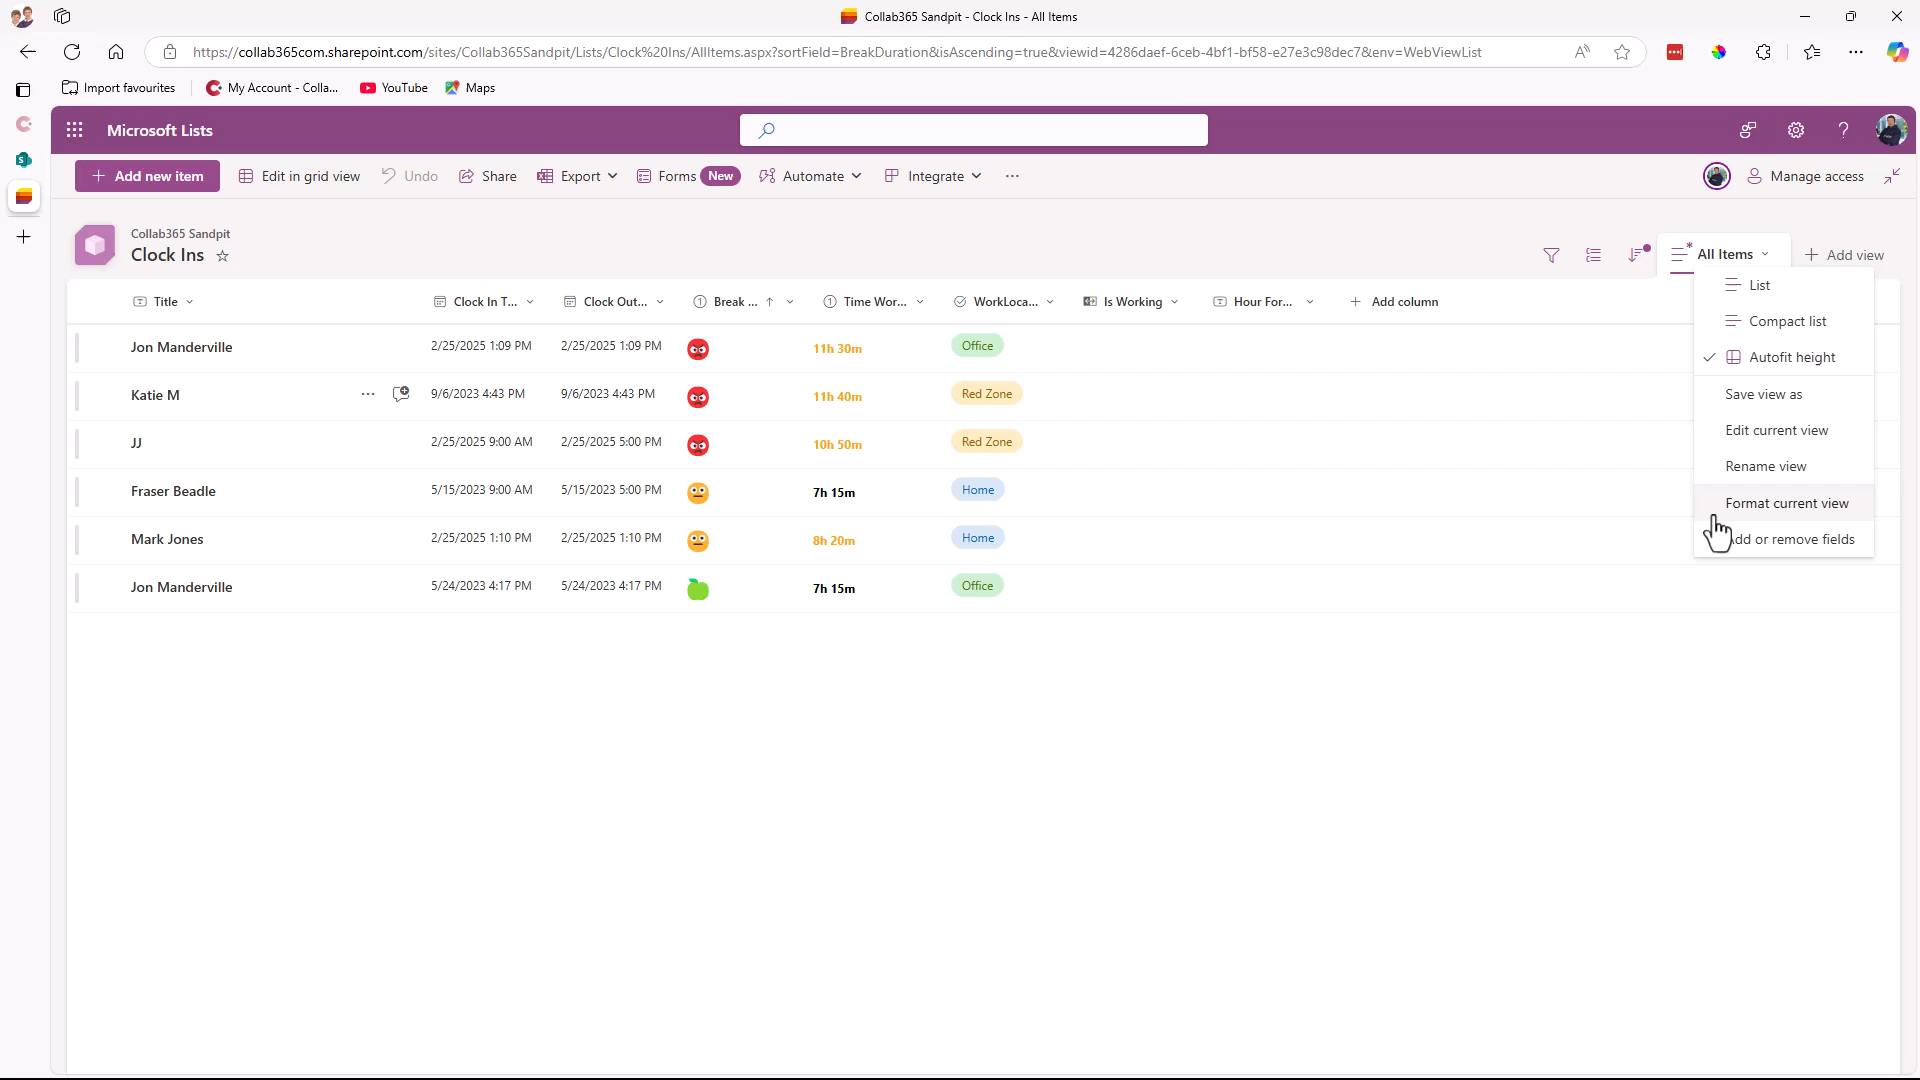 Collab365 Sandpit - Clock Ins - All Items
https://collab365com.sharepoint.com/sites/Collab365Sandpit/Lists/Clock%20Ins/AllItems.aspx?sortField=BreakDuration&isAscending=true&viewid=4286daef-6ceb-4bf1-bf58-e27e3c98dec7&env=WebViewList
Import favourites My Account - Colla... YouTube Maps
Microsoft Lists
Add new item Edit in grid view Undo Share Export Forms New Automate Integrate ... Manage access
Collab365 Sandpit
Clock Ins
All Items Add view
Title Clock In T... Clock Out... Break ... Time Wor... WorkLoca... Is Working Hour For... Add column
Jon Manderville 2/25/2025 1:09 PM 2/25/2025 1:09 PM 11h 30m Office
Katie M 9/6/2023 4:43 PM 9/6/2023 4:43 PM 11h 40m Red Zone
JJ 2/25/2025 9:00 AM 2/25/2025 5:00 PM 10h 50m Red Zone
Fraser Beadle 5/15/2023 9:00 AM 5/15/2023 5:00 PM 7h 15m Home
Mark Jones 2/25/2025 1:10 PM 2/25/2025 1:10 PM 8h 20m Home
Jon Manderville 5/24/2023 4:17 PM 5/24/2023 4:17 PM 7h 15m Office
List
Compact list
Autofit height
Save view as
Edit current view
Rename view
Format current view
dd or remove fields